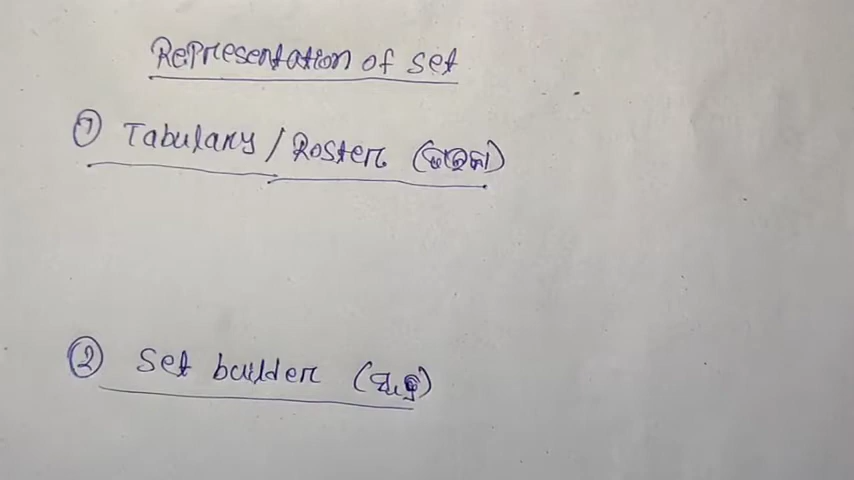 Representation of set
① Tabulary / Roster (ତାଲିକା)
② Set builder (ସୂତ୍ର)